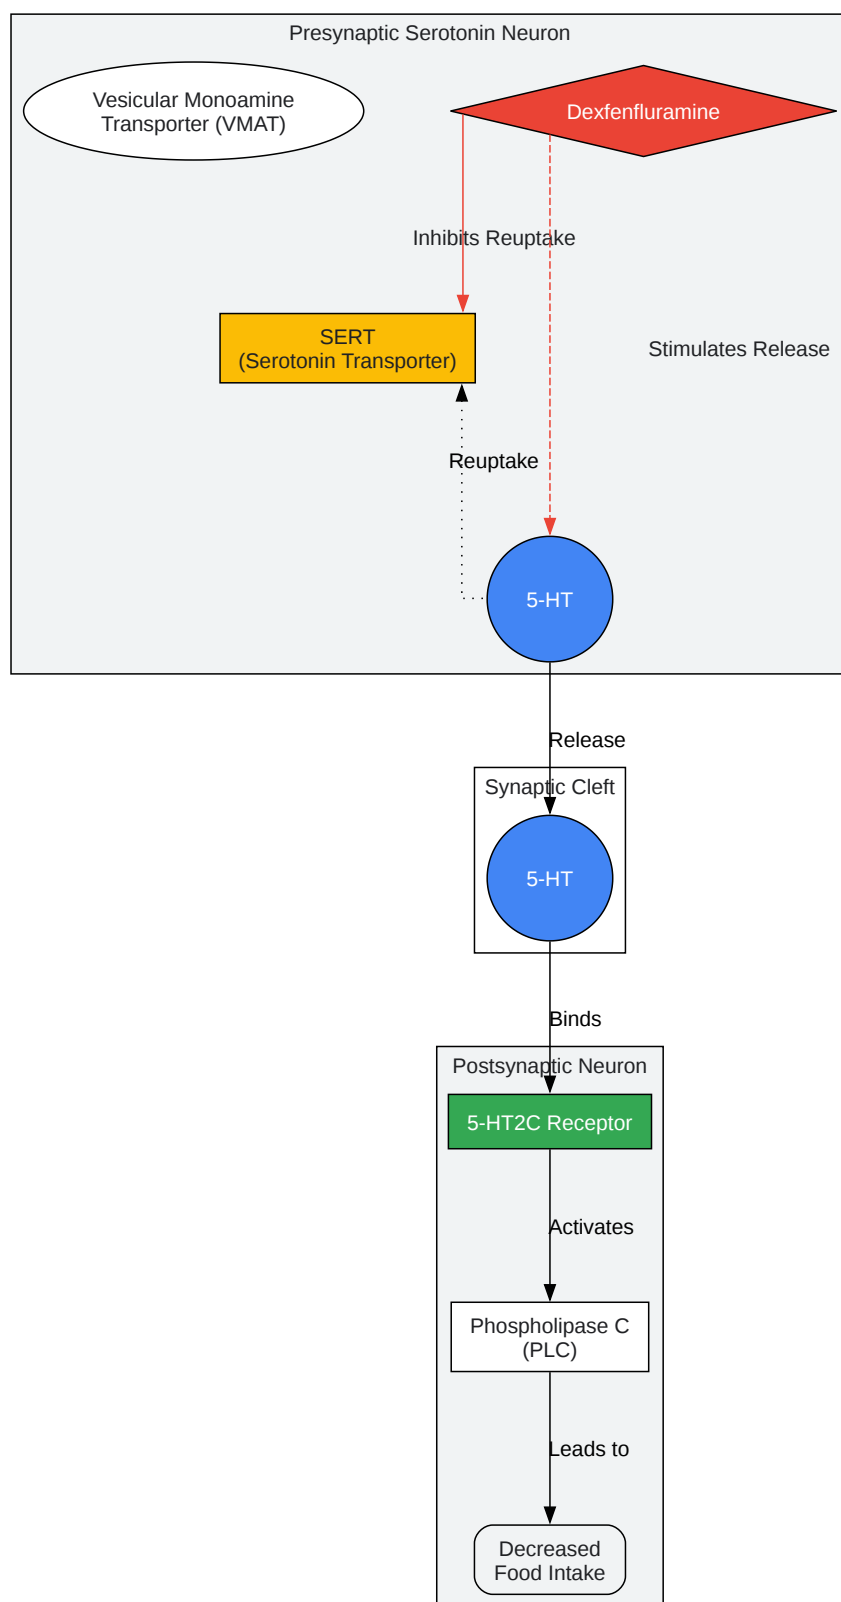 Presynaptic Serotonin Neuron
Vesicular Monoamine
Transporter (VMAT)
Dexfenfluramine
Inhibits Reuptake
SERT
(Serotonin Transporter)
Stimulates Release
Reuptake
5-HT
Release
Synaptic Cleft
5-HT
Binds
Postsynaptic Neuron
5-HT2C Receptor
Activates
Phospholipase C
(PLC)
Leads to
Decreased
Food Intake